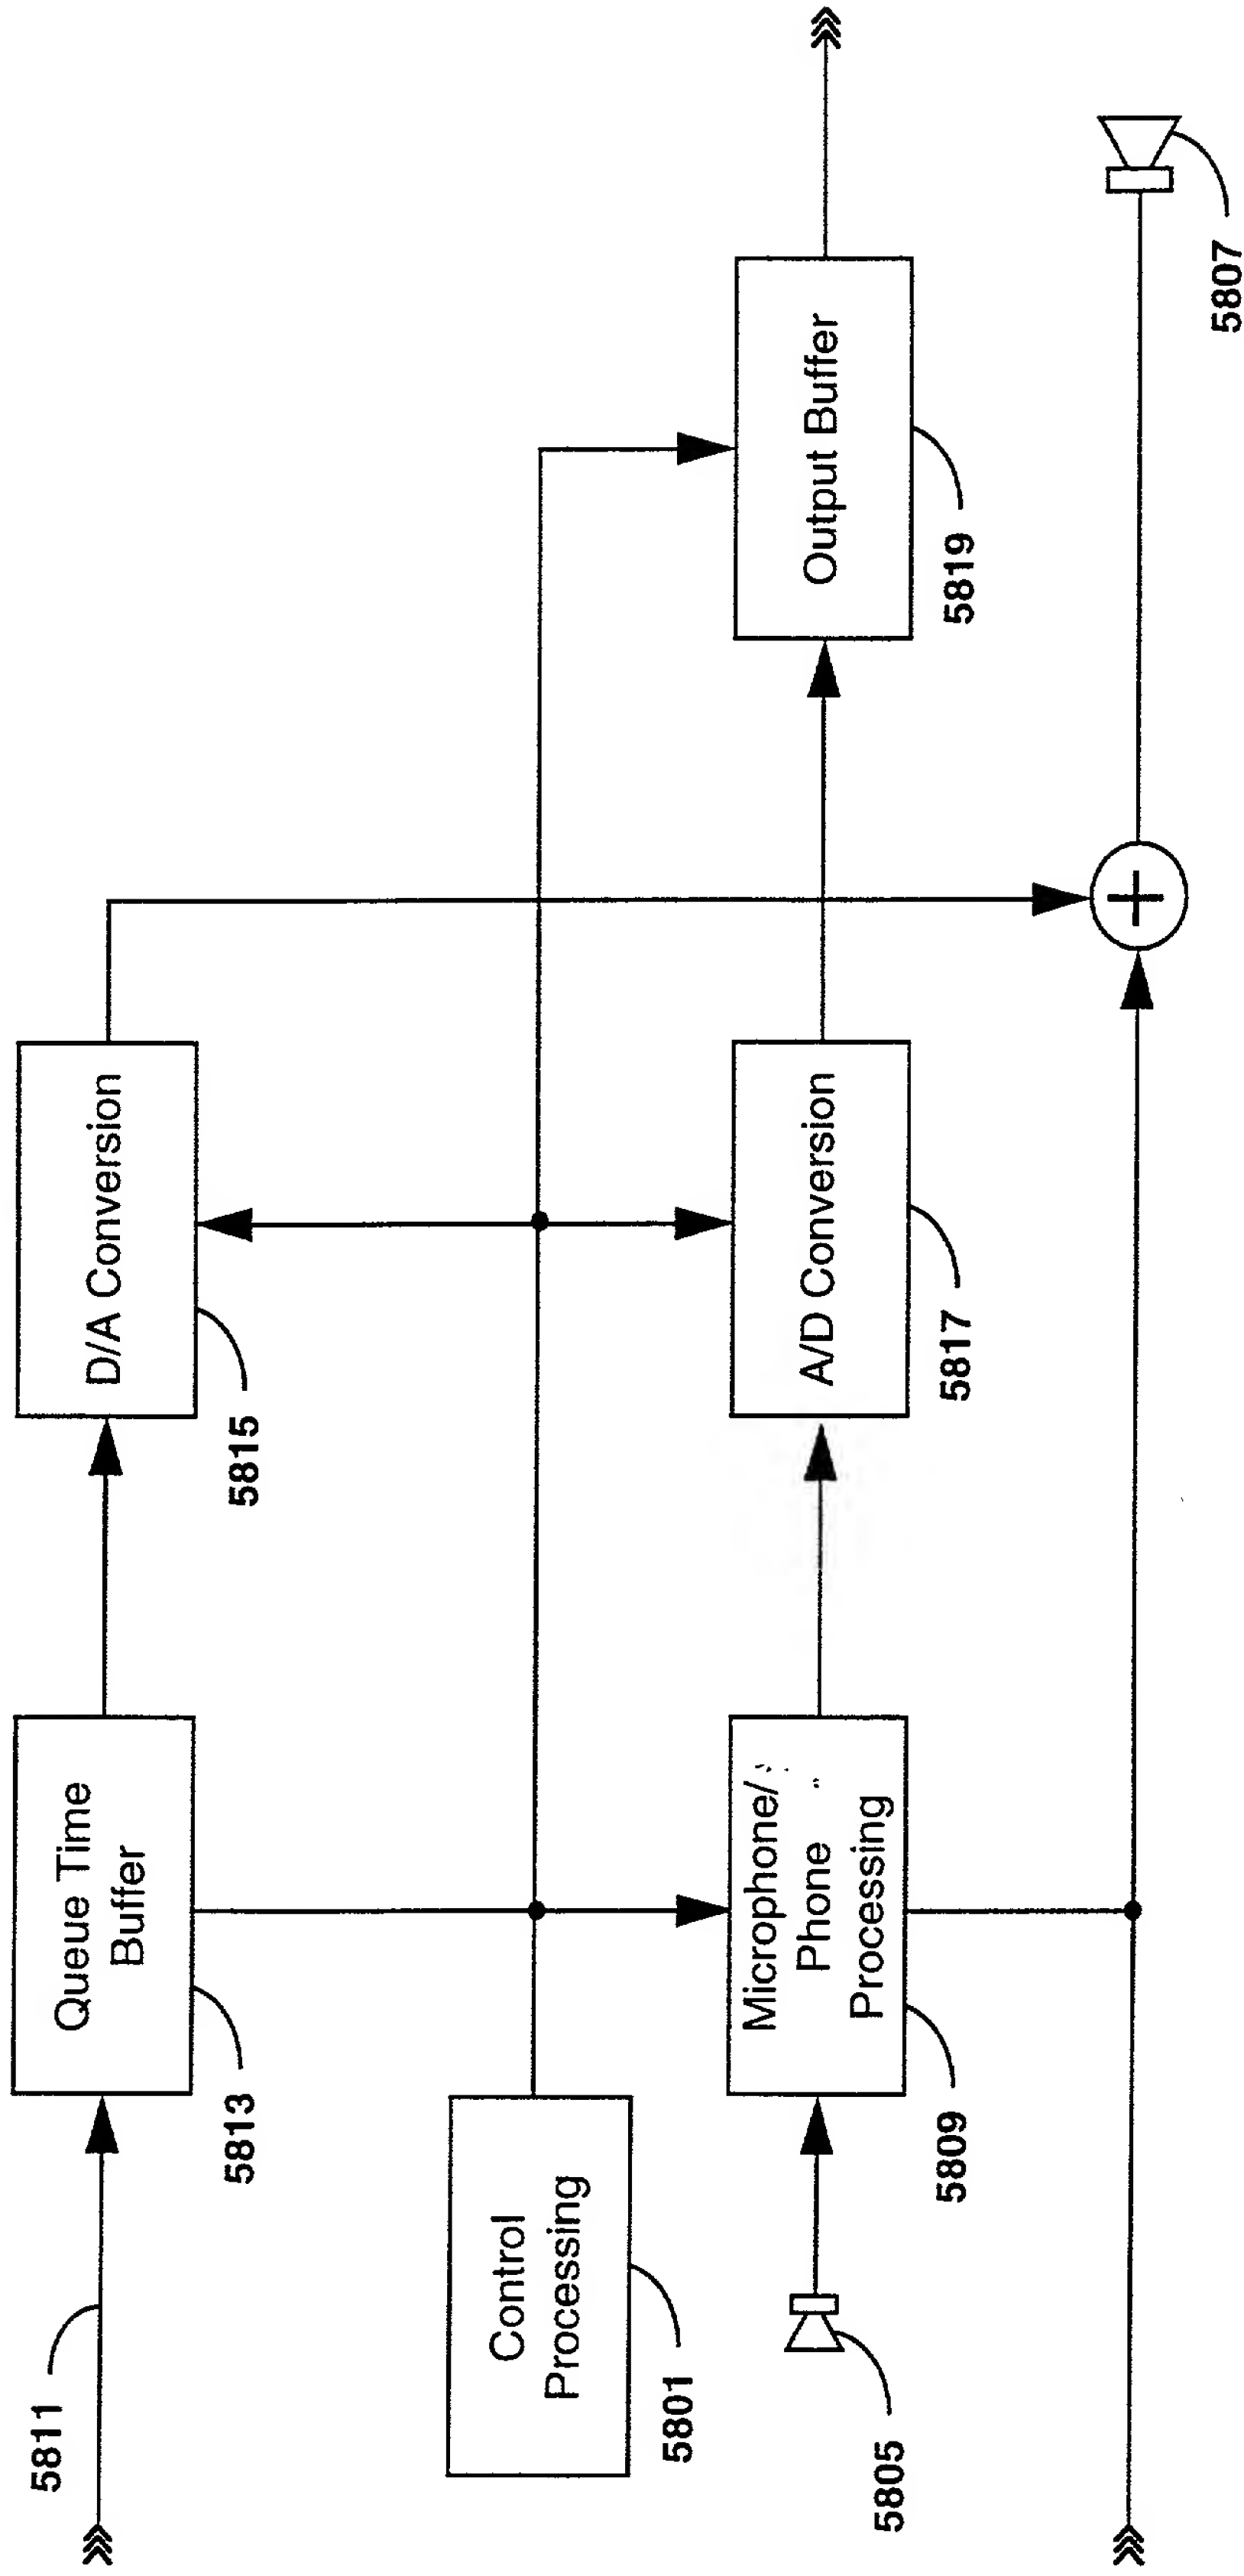 5811
Queue Time
Buffer
5813
D/A Conversion
5815
Control
Processing
5801
5805
Microphone/
Phone
Processing
5809
A/D Conversion
5817
Output Buffer
5819
+
5807